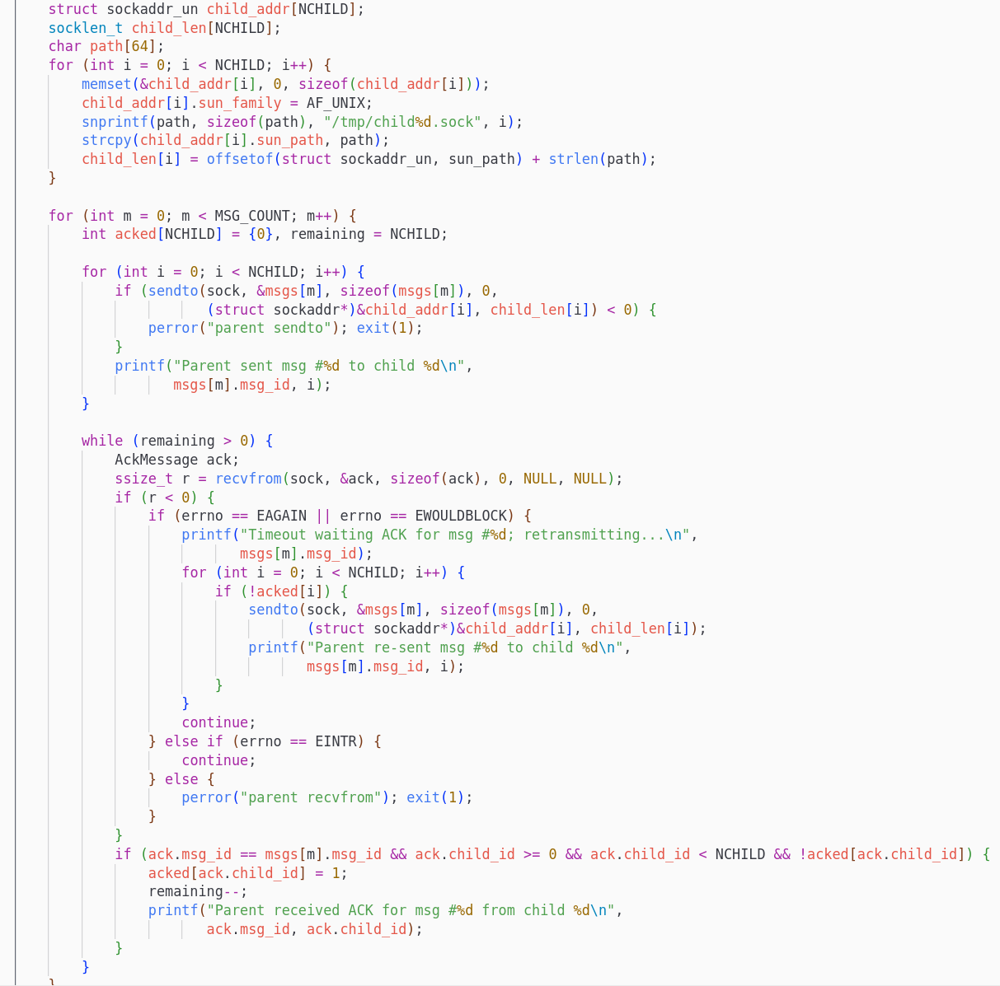 struct sockaddr_un child_addr[NCHILD];
socklen_t child_len[NCHILD];
char path[64];
for (int i = 0; i < NCHILD; i++) {
    memset(&child_addr[i], 0, sizeof(child_addr[i]));
    child_addr[i].sun_family = AF_UNIX;
    snprintf(path, sizeof(path), "/tmp/child%d.sock", i);
    strcpy(child_addr[i].sun_path, path);
    child_len[i] = offsetof(struct sockaddr_un, sun_path) + strlen(path);
}

for (int m = 0; m < MSG_COUNT; m++) {
    int acked[NCHILD] = {0}, remaining = NCHILD;

    for (int i = 0; i < NCHILD; i++) {
        if (sendto(sock, &msgs[m], sizeof(msgs[m]), 0,
                   (struct sockaddr*)&child_addr[i], child_len[i]) < 0) {
            perror("parent sendto"); exit(1);
        }
        printf("Parent sent msg #%d to child %d\n",
               msgs[m].msg_id, i);
    }

    while (remaining > 0) {
        AckMessage ack;
        ssize_t r = recvfrom(sock, &ack, sizeof(ack), 0, NULL, NULL);
        if (r < 0) {
            if (errno == EAGAIN || errno == EWOULDBLOCK) {
                printf("Timeout waiting ACK for msg #%d; retransmitting...\n",
                       msgs[m].msg_id);
                for (int i = 0; i < NCHILD; i++) {
                    if (!acked[i]) {
                        sendto(sock, &msgs[m], sizeof(msgs[m]), 0,
                               (struct sockaddr*)&child_addr[i], child_len[i]);
                        printf("Parent re-sent msg #%d to child %d\n",
                               msgs[m].msg_id, i);
                    }
                }
                continue;
            } else if (errno == EINTR) {
                continue;
            } else {
                perror("parent recvfrom"); exit(1);
            }
        }
        if (ack.msg_id == msgs[m].msg_id && ack.child_id >= 0 && ack.child_id < NCHILD && !acked[ack.child_id]) {
            acked[ack.child_id] = 1;
            remaining--;
            printf("Parent received ACK for msg #%d from child %d\n",
                   ack.msg_id, ack.child_id);
        }
    }
}